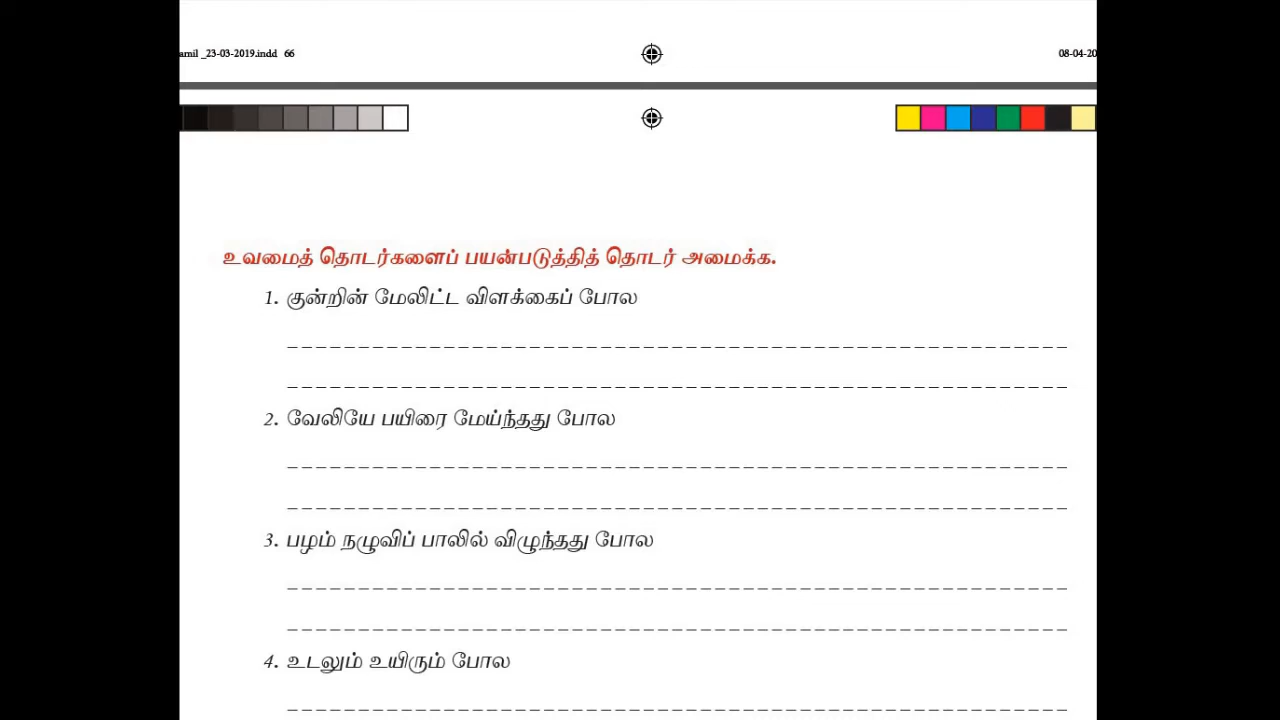 amil _23-03-2019.indd 66
08-04-20
உவமைத் தொடர்களைப் பயன்படுத்தித் தொடர் அமைக்க.
1. குன்றின் மேலிட்ட விளக்கைப் போல
2. வேலியே பயிரை மேய்ந்தது போல
3. பழம் நழுவிப் பாலில் விழுந்தது போல
4. உடலும் உயிரும் போல